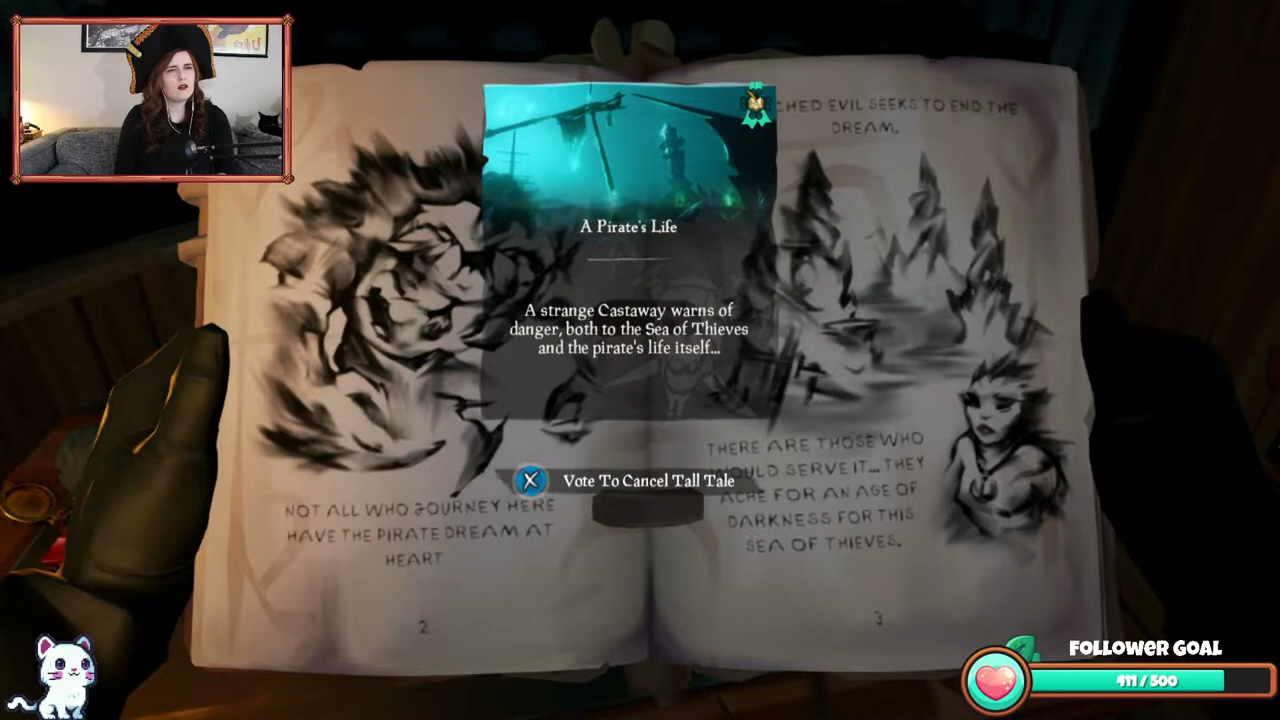 CHED EVIL SEEKS TO END THE
DREAM.
A Pirate's Life
A strange Castaway warns of
danger, both to the Sea of Thieves
and the pirate's life itself...
X Vote To Cancel Tall Tale
NOT ALL WHO JOURNEY HERE
HAVE THE PIRATE DREAM AT
HEART
2
THERE ARE THOSE WHO
WOULD SERVE IT... THEY
ACHE FOR AN AGE OF
DARKNESS FOR THIS
SEA OF THIEVES.
3
FOLLOWER GOAL
411 / 500